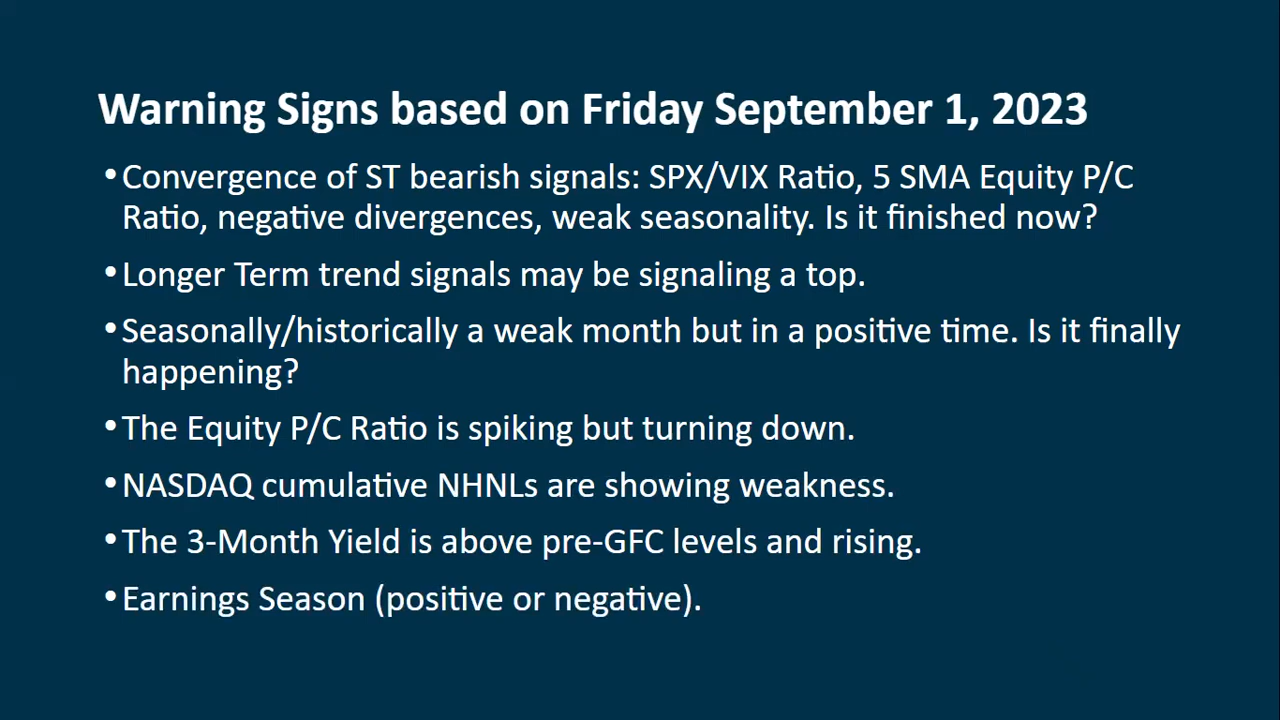 Warning Signs based on Friday September 1, 2023
•Convergence of ST bearish signals: SPX/VIX Ratio, 5 SMA Equity P/C
Ratio, negative divergences, weak seasonality. Is it finished now?
•Longer Term trend signals may be signaling a top.
•Seasonally/historically a weak month but in a positive time. Is it finally
happening?
•The Equity P/C Ratio is spiking but turning down.
•NASDAQ cumulative NHNLs are showing weakness.
•The 3-Month Yield is above pre-GFC levels and rising.
•Earnings Season (positive or negative).